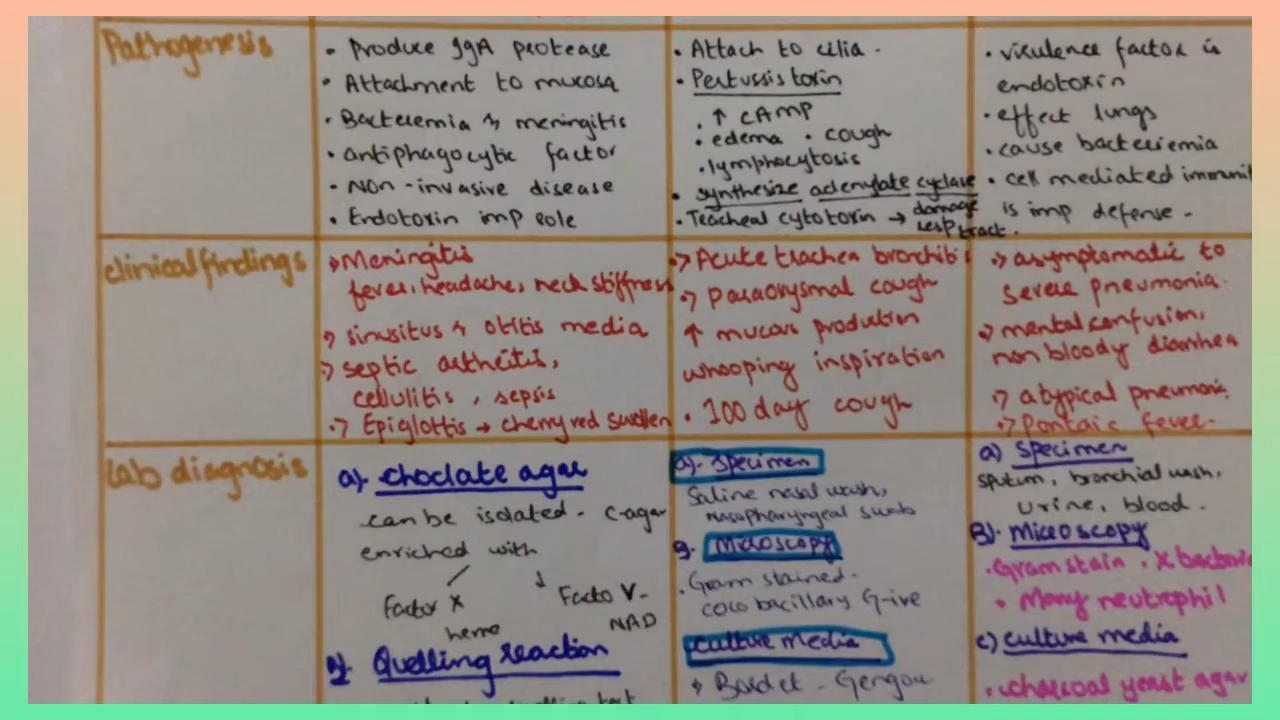 Pathogenesis
• Produce IgA protease
• Attachment to mucosa
• Bacteremia & meningitis
• antiphagocytic factor
• Non-invasive disease
• Endotoxin imp role
• Attach to cilia.
• Pertussis toxin
• ↑ cAMP
• edema • cough
• lymphocytosis
• synthesize adenylate cyclase
• Tracheal cytotoxin → damage
resp tract.
• virulence factor is
endotoxin
• effect lungs
• cause bacteriemia
• cell mediated immunit
is imp defense.
clinical findings
→ Meningitis
fever, headache, neck stiffness
→ sinusitus & otitis media
→ septic arthritis,
cellulitis, sepsis
→ Epiglottis → cherry red swollen
→ Acute trachea bronchitis
→ paraoxysmal cough
↑ mucous production
whooping inspiration
• 100 day cough
→ asymptomatic to
severe pneumonia.
→ mental confusion,
non bloody diarrhea
→ atypical pneumonia
→ Pontaic fever.
Lab diagnosis
a). choclate agar
can be isolated - c-agar
enriched with
Factor X
heme
Facto V-
NAD
Quelling reaction
a). Specimen
Saline nasal wash,
Nasopharyngeal swab
Microscopy
• Gram stained.
coco bacillary G-ive
culture media
→ Bordet - Gengou
a) Specimen
sputum, bronchial wash,
urine, blood.
B). Microscopy
• Gram stain. X
• Many neutrophil
c) culture media
• charcoal yeast agar